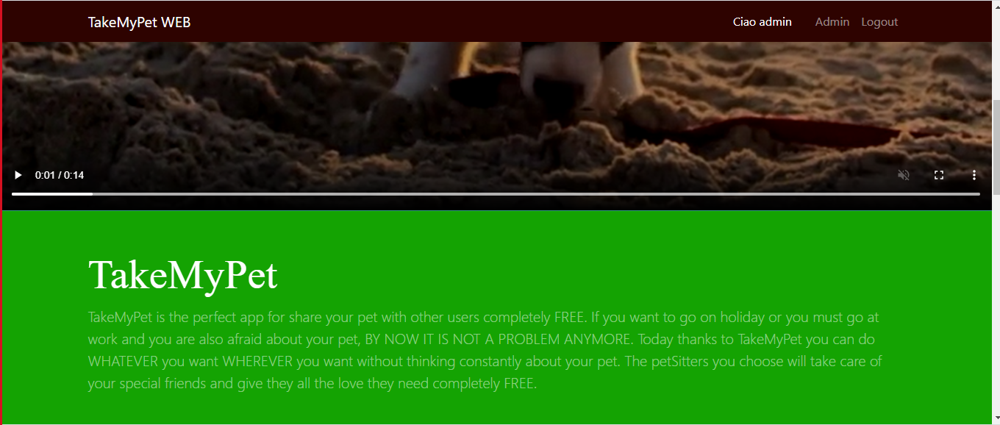 TakeMyPet WEB
Ciao admin Admin Logout
0:01 / 0:14
TakeMyPet
TakeMyPet is the perfect app for share your pet with other users completely FREE. If you want to go on holiday or you must go at
work and you are also afraid about your pet, BY NOW IT IS NOT A PROBLEM ANYMORE. Today thanks to TakeMyPet you can do
WHATEVER you want WHEREVER you want without thinking constantly about your pet. The petSitters you choose will take care of
your special friends and give they all the love they need completely FREE.